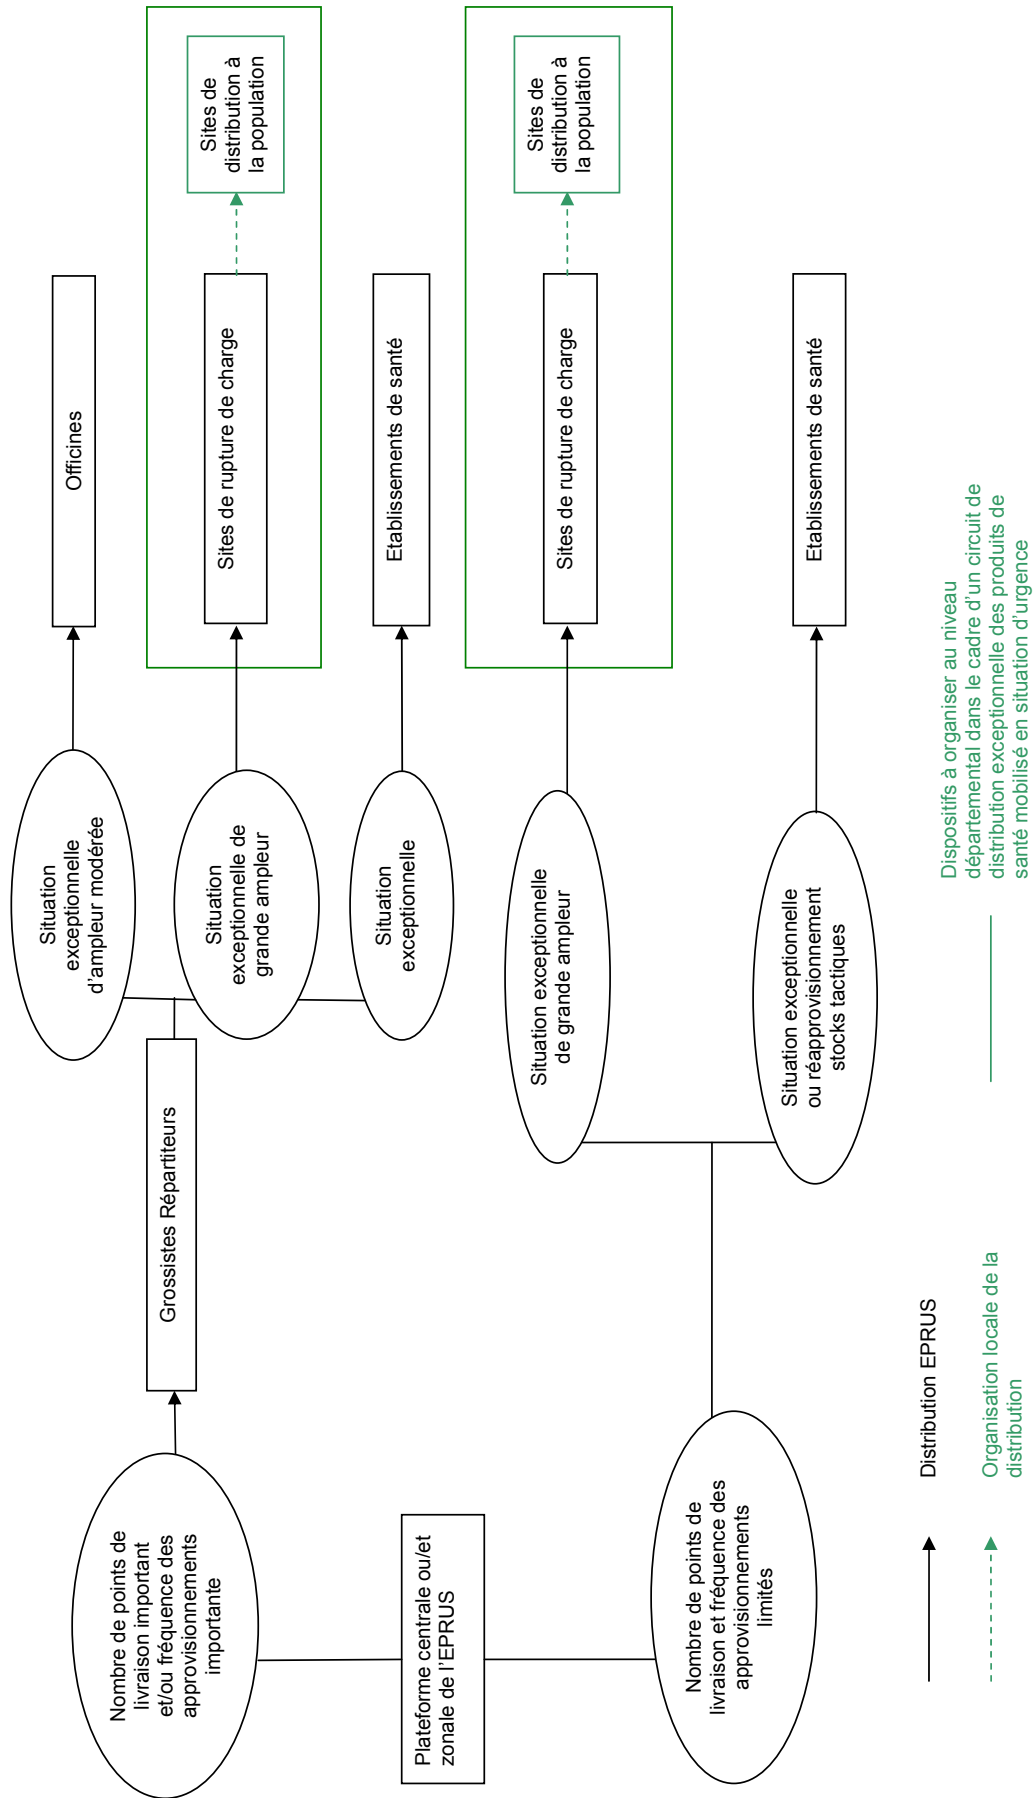 Nombre de points de
livraison important
et/ou fréquence des
approvisionnements
importante
Plateforme centrale ou/et
zonale de l'EPRUS
Nombre de points de
livraison et fréquence des
approvisionnements
limités
Grossistes Répartiteurs
Situation
exceptionnelle
d'ampleur modérée
Situation
exceptionnelle de
grande ampleur
Situation
exceptionnelle
Situation exceptionnelle
de grande ampleur
Situation exceptionnelle
ou réapprovisionnement
stocks tactiques
Officines
Sites de rupture de charge
Etablissements de santé
Sites de rupture de charge
Etablissements de santé
Sites de
distribution à
la population
Sites de
distribution à
la population
Distribution EPRUS
Organisation locale de la
distribution
Dispositifs à organiser au niveau
départemental dans le cadre d'un circuit de
distribution exceptionnelle des produits de
santé mobilisé en situation d'urgence